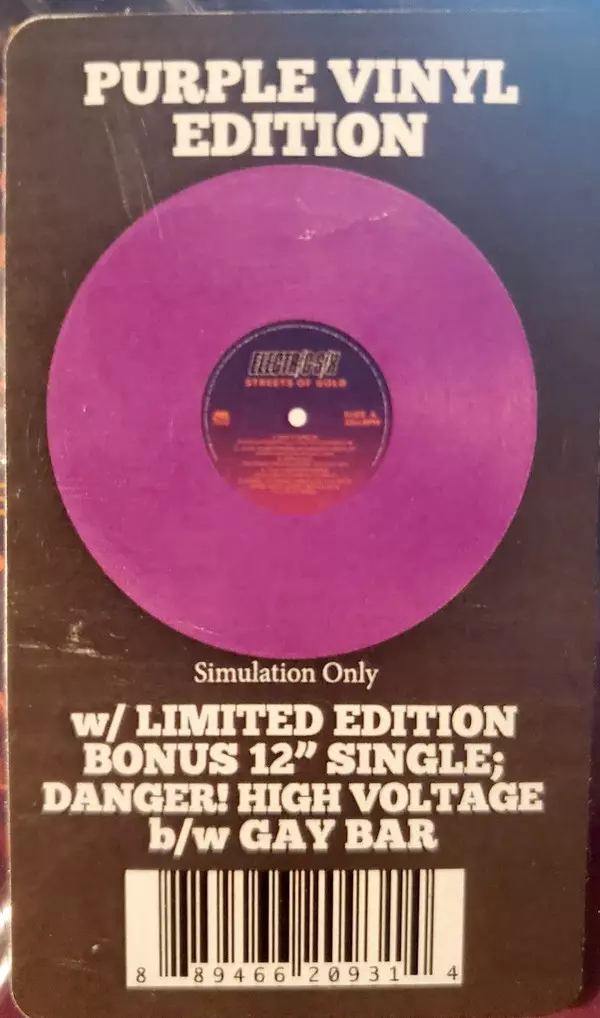 PURPLE VINYL
EDITION
ELECTRIC SIX
STREETS OF GOLD
SIDE A
Simulation Only
w/ LIMITED EDITION
BONUS 12” SINGLE;
DANGER! HIGH VOLTAGE
b/w GAY BAR
8 89466 20931 4